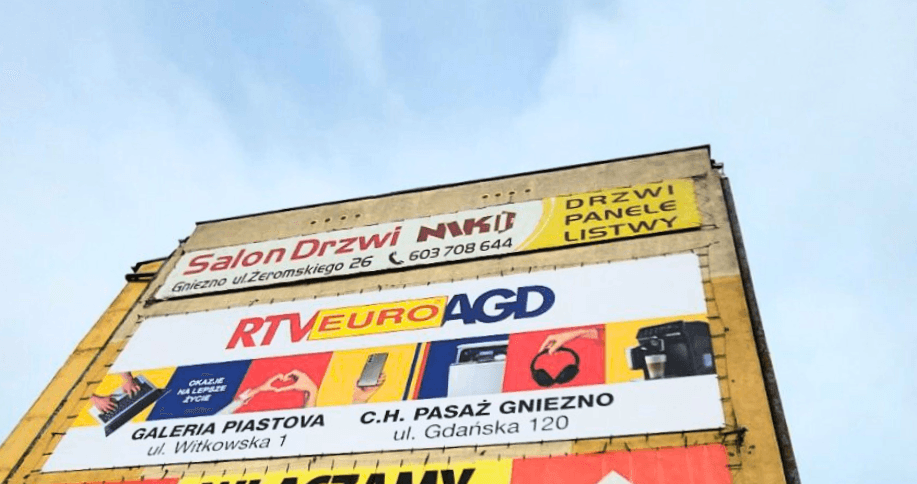 Salon Drzwi NIKO
Gniezno ul.Żeromskiego 26 603 708 644
DRZWI
PANELE
LISTWY
RTV EURO AGD
OKAZJE
NA LEPSZE
ŻYCIE
GALERIA PIASTOVA
ul. Witkowska 1
C.H. PASAŻ GNIEZNO
ul. Gdańska 120